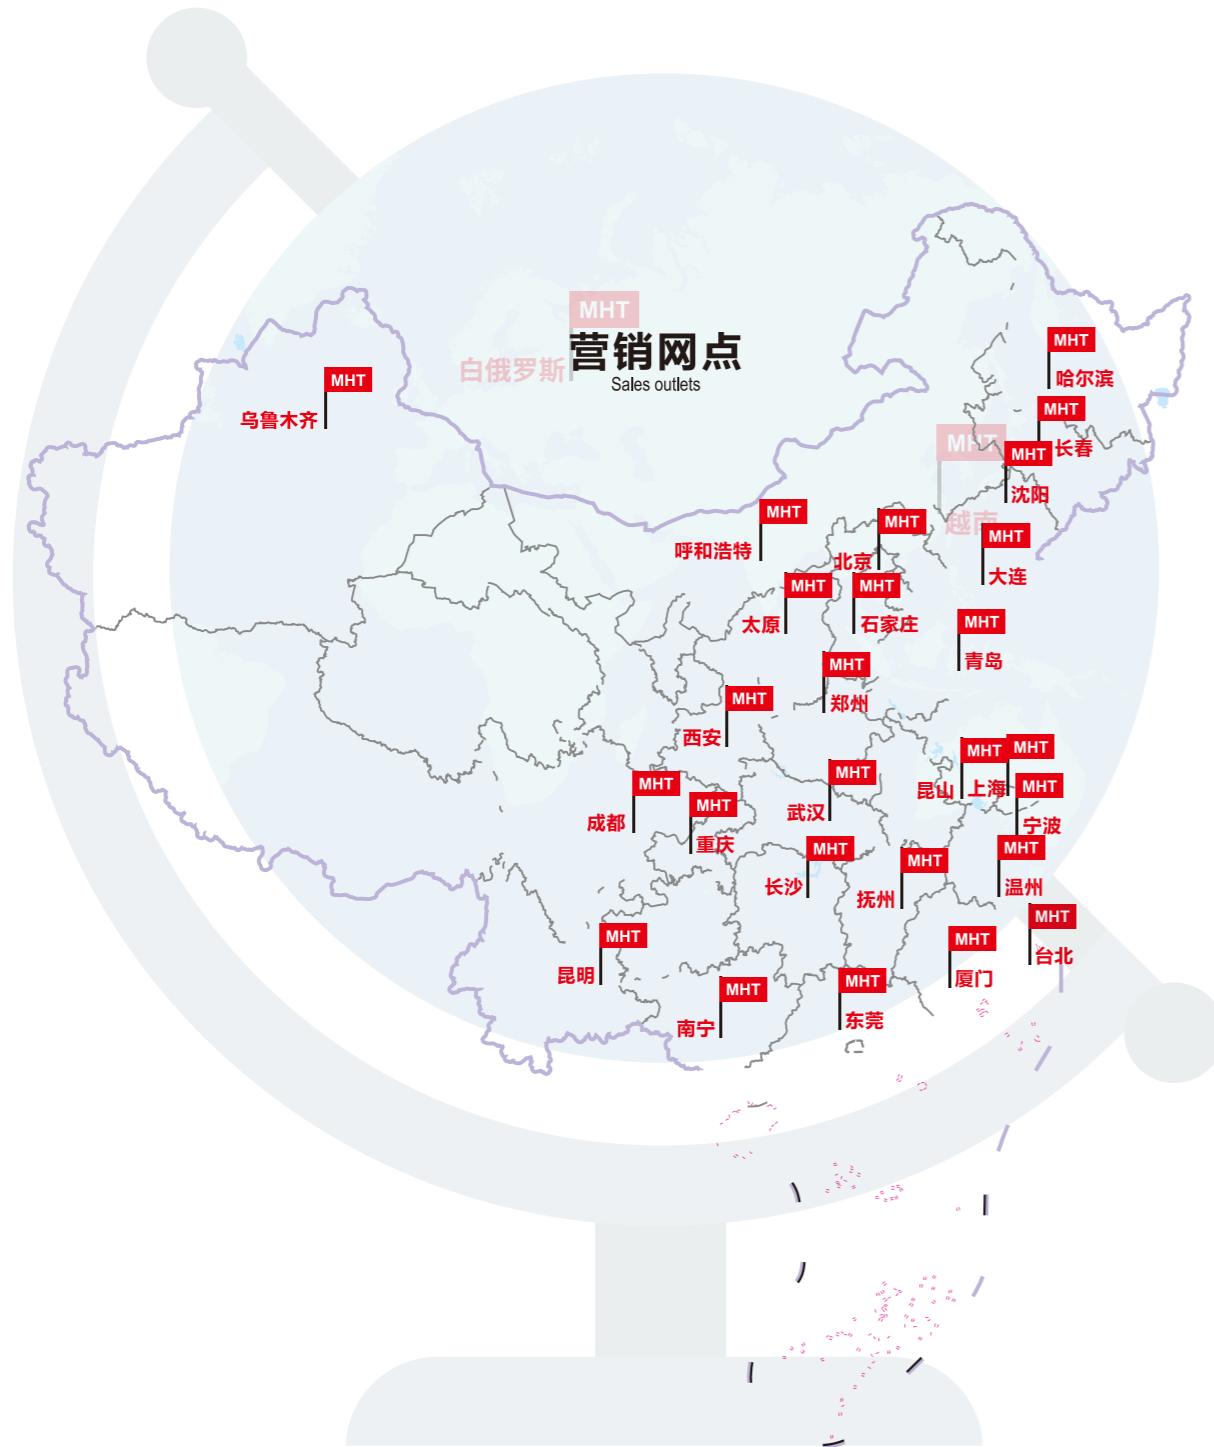 MHT
营销网点
白俄罗斯
Sales outlets
MHT
哈尔滨
MHT
乌鲁木齐
MHT
长春
MHT
越南
MHT
沈阳
MHT
呼和浩特
MHT
北京
MHT
大连
MHT
太原
MHT
石家庄
MHT
青岛
MHT
郑州
MHT
西安
MHT
昆山
MHT
上海
MHT
武汉
MHT
成都
MHT
宁波
MHT
重庆
MHT
长沙
MHT
温州
MHT
抚州
MHT
台北
MHT
昆明
MHT
厦门
MHT
东莞
MHT
南宁